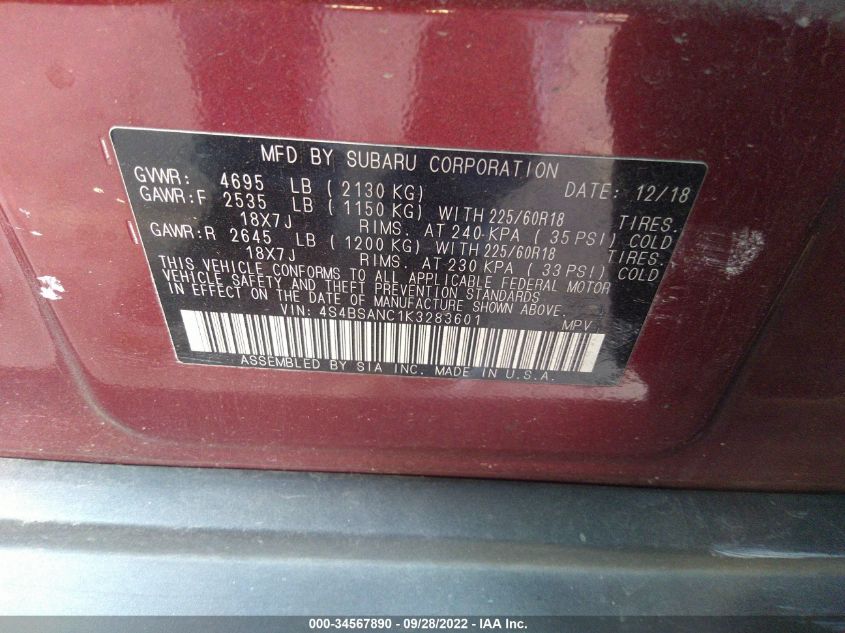 MFD BY SUBARU CORPORATION
GVWR: 4695 LB ( 2130 KG) DATE: 12/18
GAWR:F 2535 LB ( 1150 KG) WITH 225/60R18 TIRES.
18X7J RIMS. AT 240 KPA ( 35 PSI) COLD
GAWR:R 2645 LB ( 1200 KG) WITH 225/60R18 TIRES.
18X7J RIMS. AT 230 KPA ( 33 PSI) COLD
THIS VEHICLE CONFORMS TO ALL APPLICABLE FEDERAL MOTOR
VEHICLE SAFETY AND THEFT PREVENTION STANDARDS
IN EFFECT ON THE DATE OF MANUFACTURE SHOWN ABOVE.
VIN: 4S4BSANC1K3283601 MPV
ASSEMBLED BY SIA INC. MADE IN U.S.A.
000-34567890 - 09/28/2022 - IAA Inc.